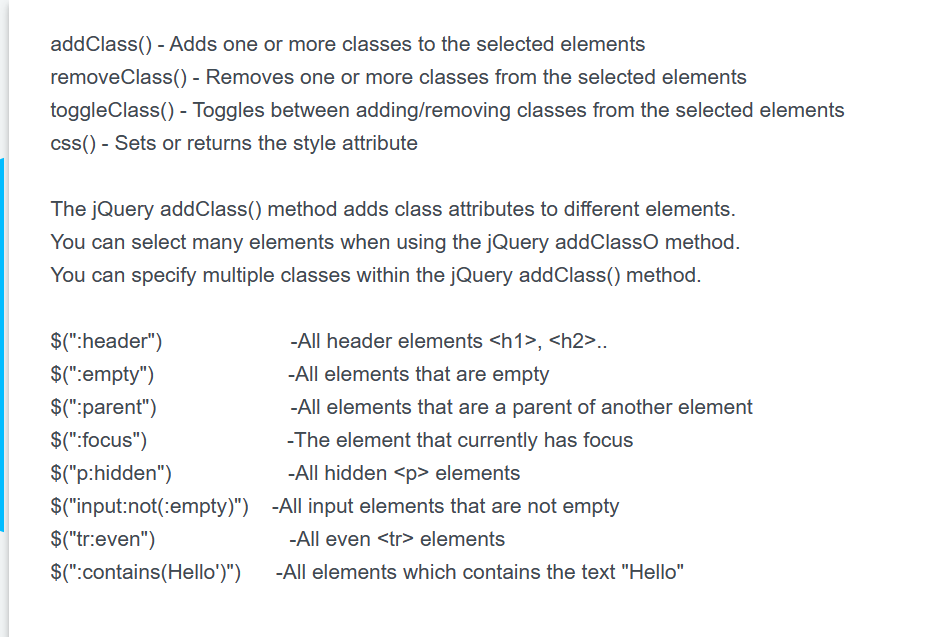 addClass() - Adds one or more classes to the selected elements
removeClass() - Removes one or more classes from the selected elements
toggleClass() - Toggles between adding/removing classes from the selected elements
css() - Sets or returns the style attribute
The jQuery addClass() method adds class attributes to different elements.
You can select many elements when using the jQuery addClassO method.
You can specify multiple classes within the jQuery addClass() method.
$(":header") -All header elements <h1>, <h2>..
$(":empty") -All elements that are empty
$(":parent") -All elements that are a parent of another element
$(":focus") -The element that currently has focus
$("p:hidden") -All hidden <p> elements
$("input:not(:empty)") -All input elements that are not empty
$("tr:even") -All even <tr> elements
$(":contains(Hello')") -All elements which contains the text "Hello"